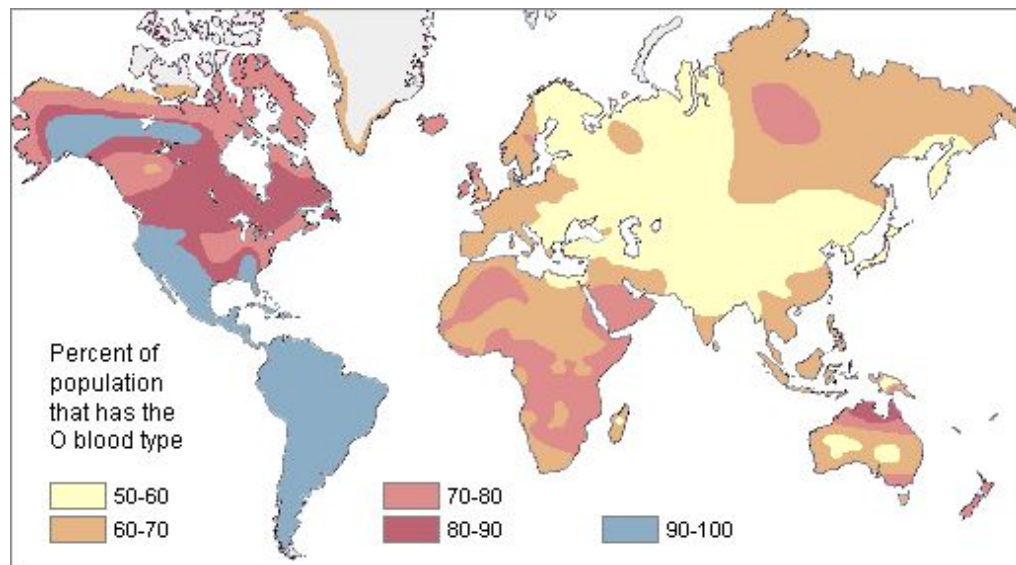 Percent of
population
that has the
O blood type
50-60
70-80
60-70
80-90
90-100